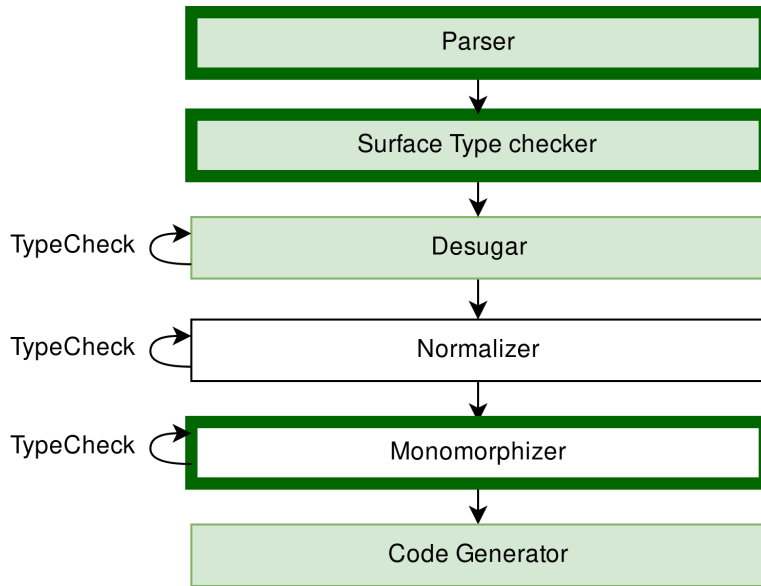 Parser
Surface Type checker
TypeCheck
Desugar
TypeCheck
Normalizer
TypeCheck
Monomorphizer
Code Generator